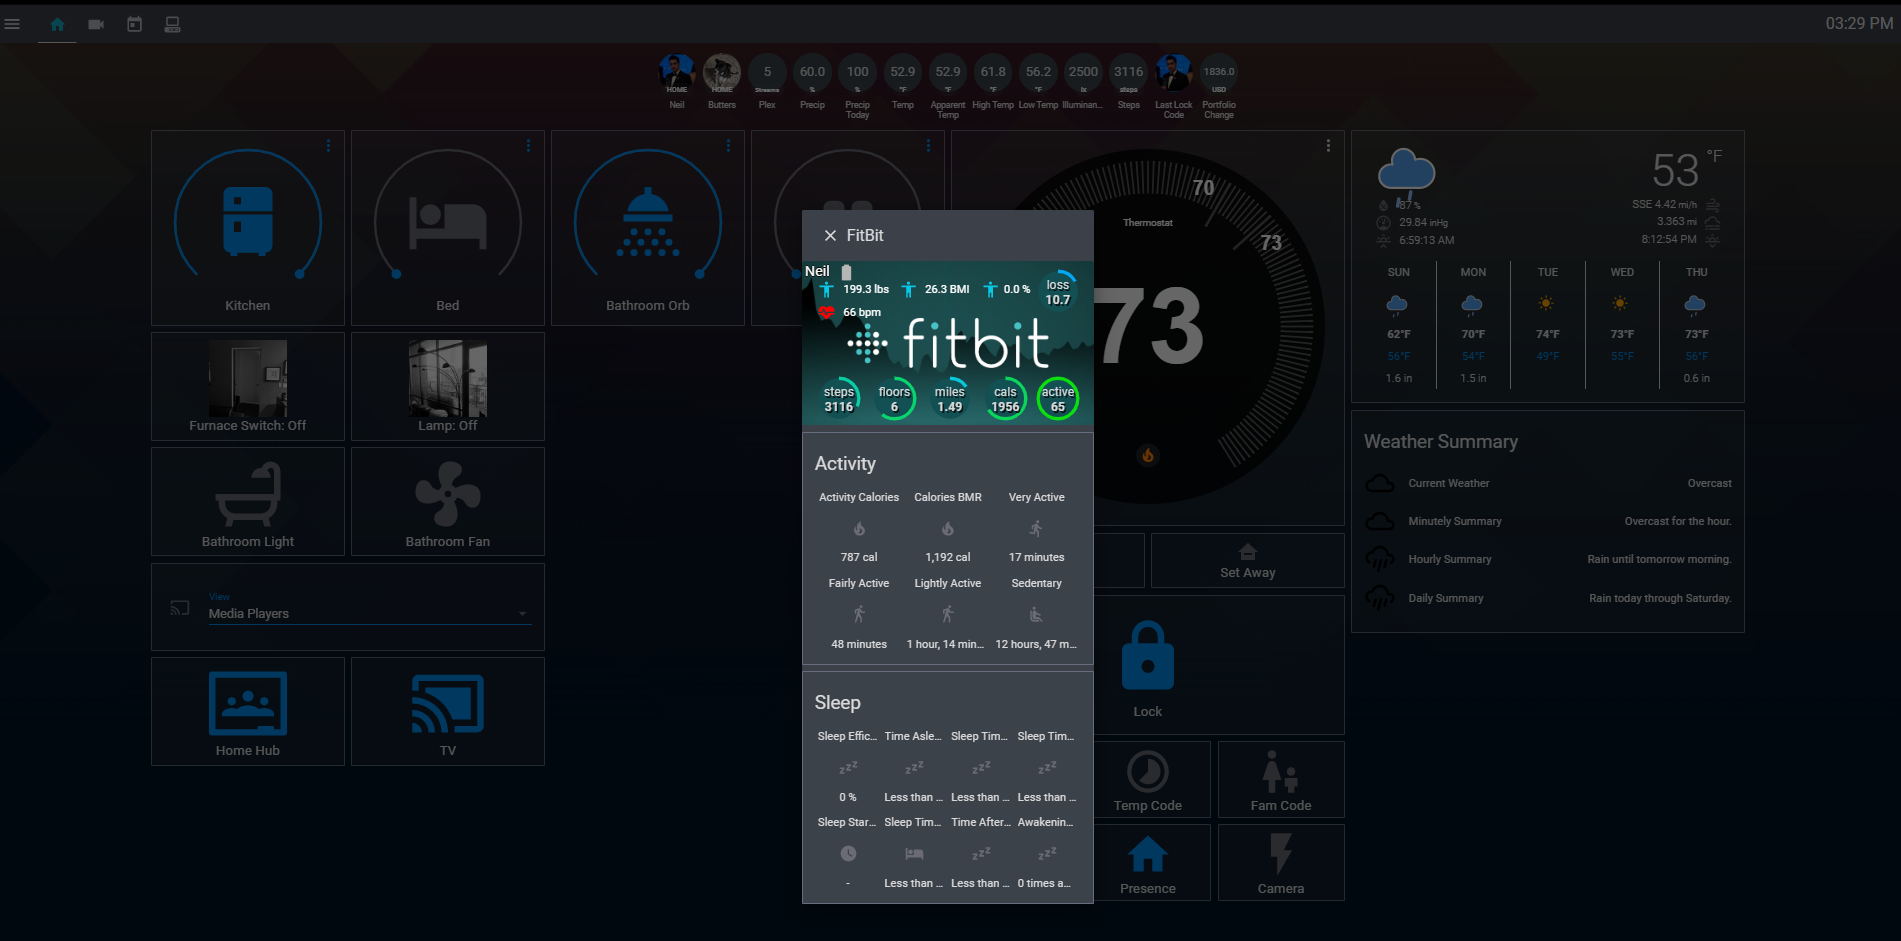 03:29 PM
HOME
Neil
HOME
Butters
5
Streams
Plex
60.0
%
Precip
100
%
Precip
Today
52.9
°F
Temp
52.9
°F
Apparent
Temp
61.8
°F
High Temp
56.2
°F
Low Temp
2500
lx
Illuminan...
3116
steps
Steps
HOME
Last Lock
Code
1836.0
USD
Portfolio
Change
Kitchen
Bed
Bathroom Orb
Furnace Switch: Off
Lamp: Off
Bathroom Light
Bathroom Fan
View
Media Players
Home Hub
TV
FitBit
Neil
199.3 lbs
26.3 BMI
0.0 %
loss
10.7
66 bpm
fitbit
steps
3116
floors
6
miles
1.49
cals
1956
active
65
Activity
Activity Calories Calories BMR Very Active
787 cal 1,192 cal 17 minutes
Fairly Active Lightly Active Sedentary
48 minutes 1 hour, 14 min... 12 hours, 47 m...
Sleep
Sleep Effic... Time Asle... Sleep Tim... Sleep Tim...
zzz zzz zzz zzz
0 % Less than ... Less than ... Less than ...
Sleep Star... Sleep Tim... Time After... Awakenin...
zzz zzz
- Less than ... Less than ... 0 times a...
70
73
Thermostat
73
Set Away
Lock
Temp Code
Fam Code
Presence
Camera
53 °F
87 %
29.84 inHg
6:59:13 AM
SSE 4.42 mi/h
3.363 mi
8:12:54 PM
SUN MON TUE WED THU
62°F 70°F 74°F 73°F 73°F
56°F 54°F 49°F 55°F 56°F
1.6 in 1.5 in 0.6 in
Weather Summary
Current Weather Overcast
Minutely Summary Overcast for the hour.
Hourly Summary Rain until tomorrow morning.
Daily Summary Rain today through Saturday.